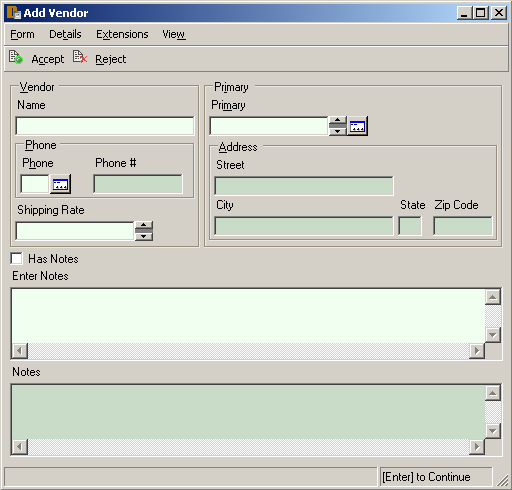 Add Vendor
Form Details Extensions View
Accept Reject
Vendor
Name
Phone
Phone Phone #
Shipping Rate
Primary
Primary
Address
Street
City State Zip Code
Has Notes
Enter Notes
Notes
[Enter] to Continue